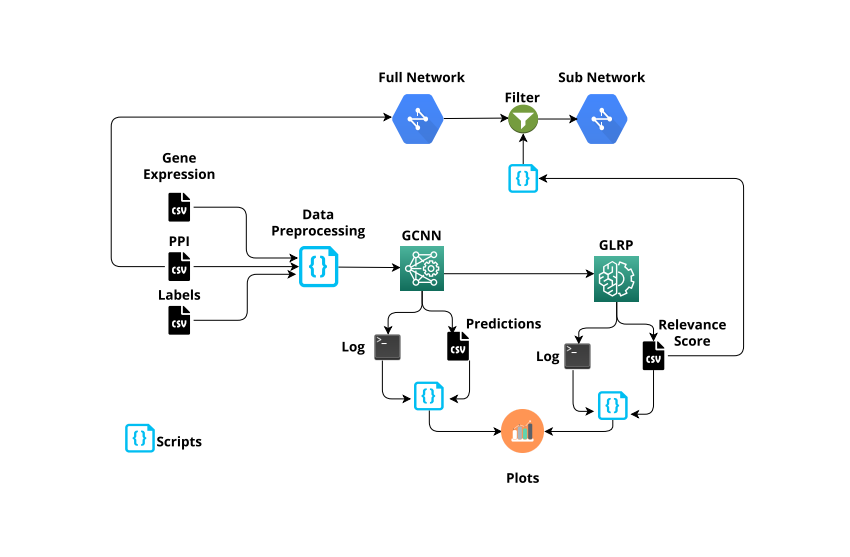 Full Network
Sub Network
Filter
{}
Gene
Expression
CSV
Data
Preprocessing
{}
PPI
CSV
GCNN
GLRP
Labels
CSV
Log
>_
Predictions
CSV
Log
>_
Relevance
Score
CSV
{}
{}
{}
Scripts
Plots